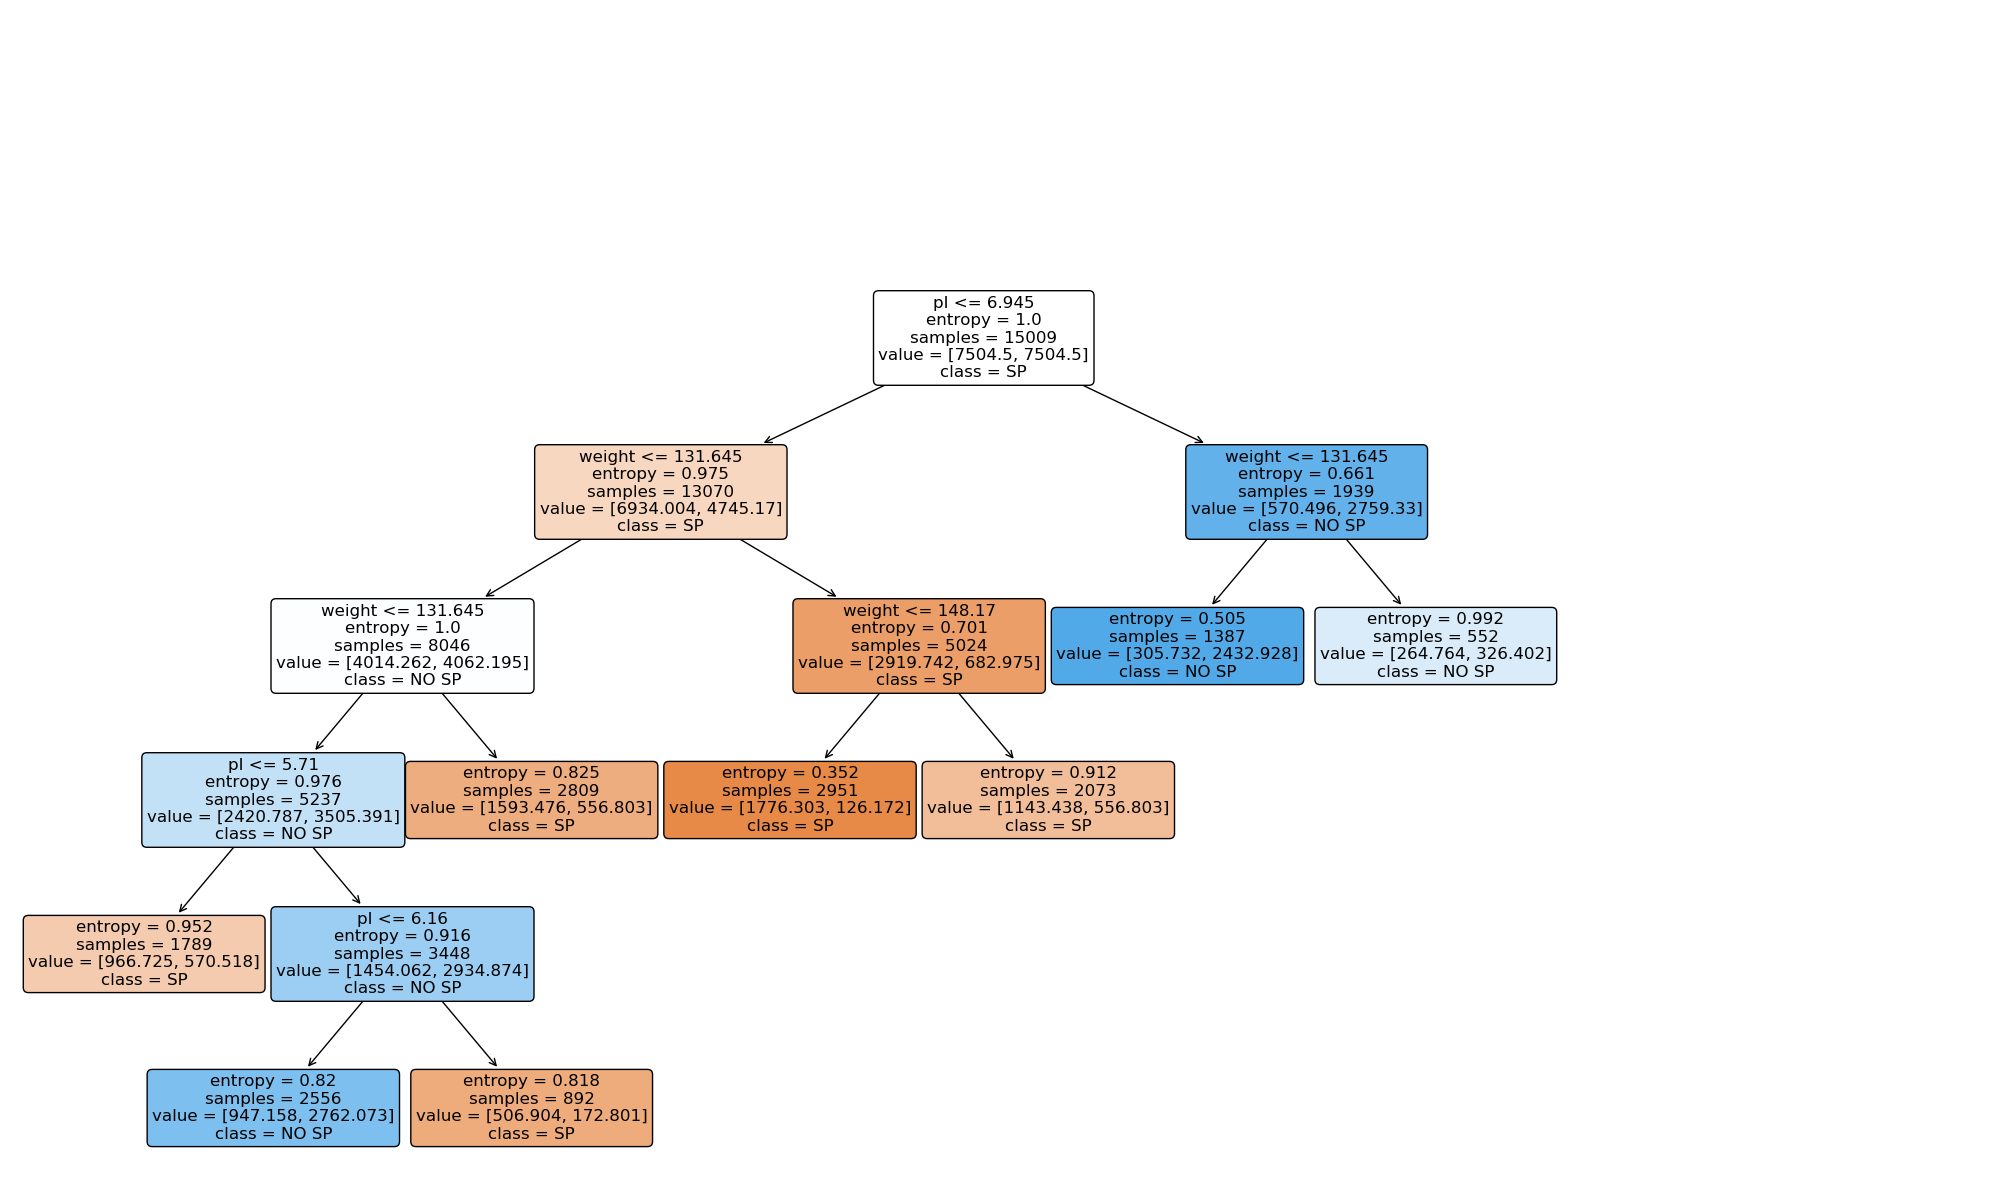 pI <= 6.945
entropy = 1.0
samples = 15009
value = [7504.5, 7504.5]
class = SP
weight <= 131.645
entropy = 0.975
samples = 13070
value = [6934.004, 4745.17]
class = SP
weight <= 131.645
entropy = 0.661
samples = 1939
value = [570.496, 2759.33]
class = NO SP
weight <= 131.645
entropy = 1.0
samples = 8046
value = [4014.262, 4062.195]
class = NO SP
weight <= 148.17
entropy = 0.701
samples = 5024
value = [2919.742, 682.975]
class = SP
entropy = 0.505
samples = 1387
value = [305.732, 2432.928]
class = NO SP
entropy = 0.992
samples = 552
value = [264.764, 326.402]
class = NO SP
pI <= 5.71
entropy = 0.976
samples = 5237
value = [2420.787, 3505.391]
class = NO SP
entropy = 0.825
samples = 2809
value = [1593.476, 556.803]
class = SP
entropy = 0.352
samples = 2951
value = [1776.303, 126.172]
class = SP
entropy = 0.912
samples = 2073
value = [1143.438, 556.803]
class = SP
entropy = 0.952
samples = 1789
value = [966.725, 570.518]
class = SP
pI <= 6.16
entropy = 0.916
samples = 3448
value = [1454.062, 2934.874]
class = NO SP
entropy = 0.82
samples = 2556
value = [947.158, 2762.073]
class = NO SP
entropy = 0.818
samples = 892
value = [506.904, 172.801]
class = SP